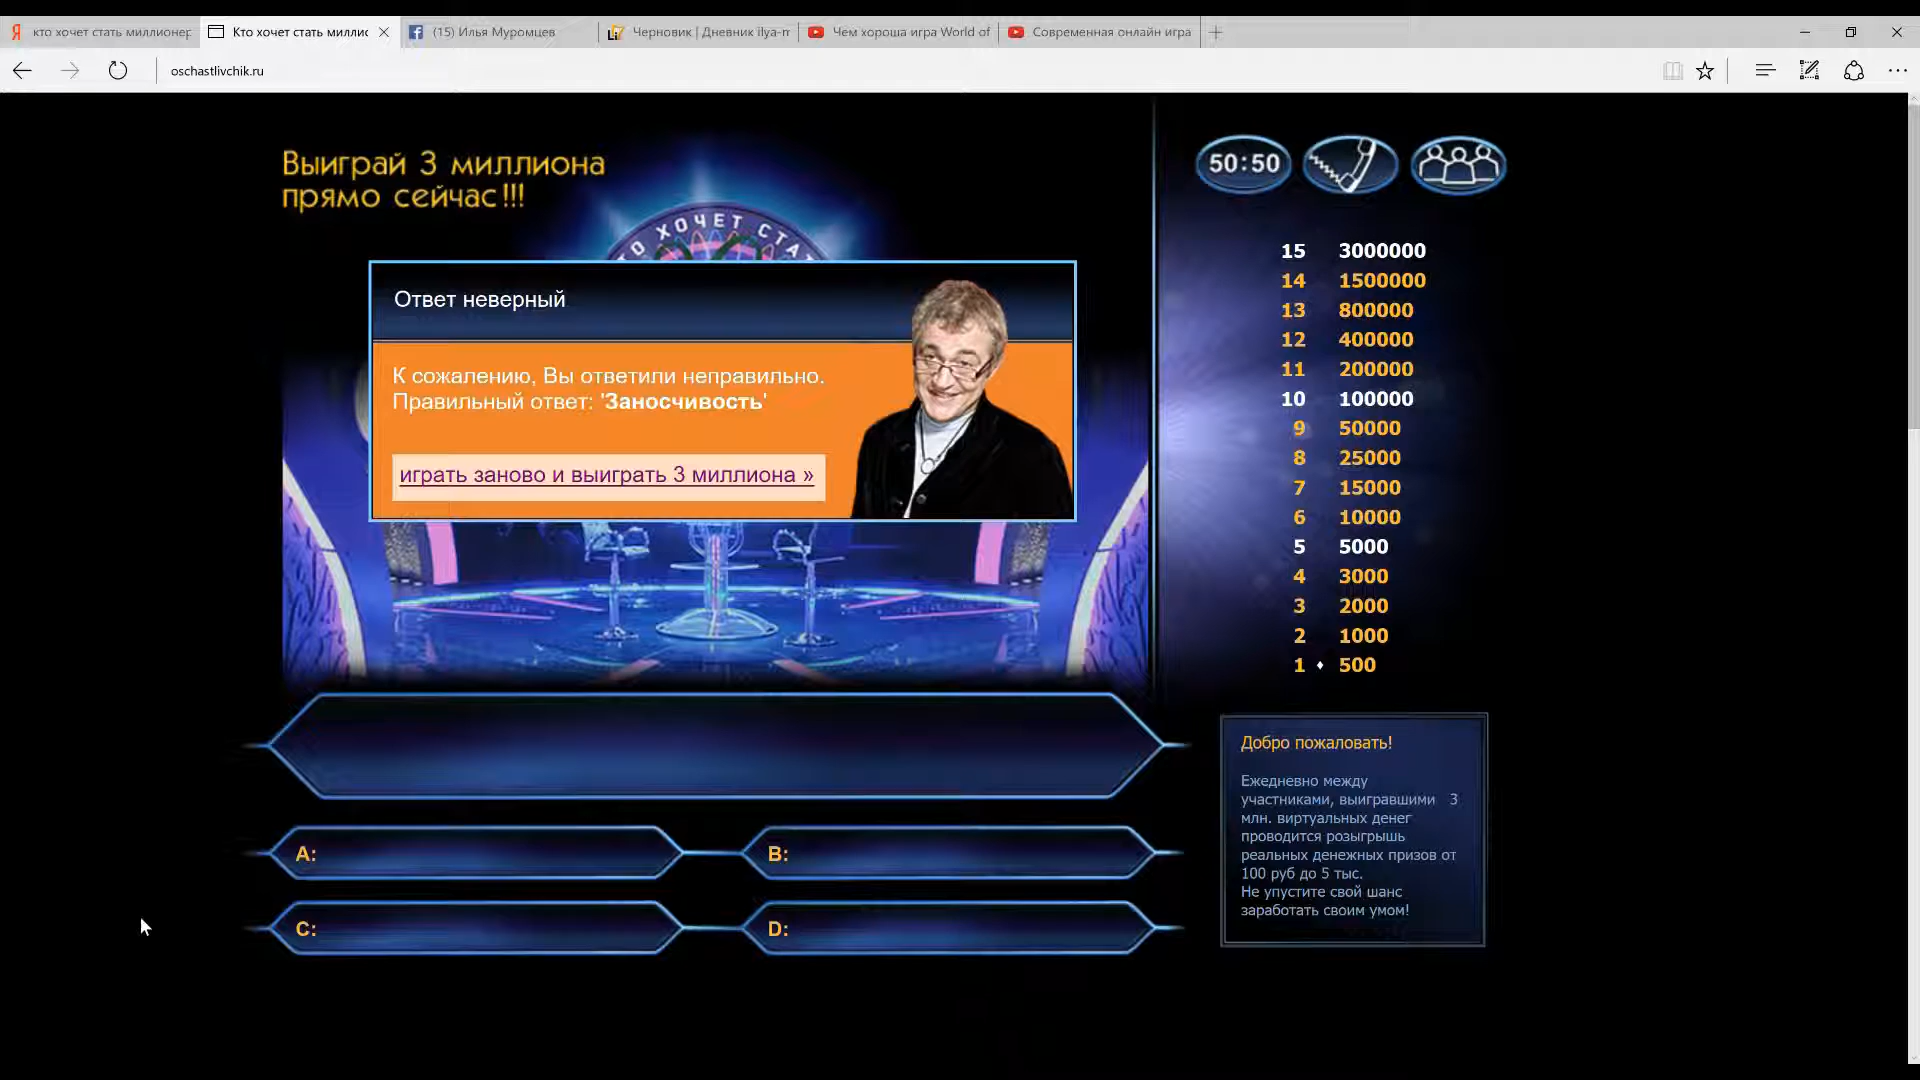 кто хочет стать миллионер
Кто хочет стать миллис
(15) Илья Муромцев
Черновик | Дневник ilya-m
Чем хороша игра World of
Современная онлайн игра
oschastlivchik.ru
Выиграй 3 миллиона
прямо сейчас!!!
ТО ХОЧЕТ СТАТ
Ответ неверный
К сожалению, Вы ответили неправильно.
Правильный ответ: 'Заносчивость'
играть заново и выиграть 3 миллиона »
50:50
15 3000000
14 1500000
13 800000
12 400000
11 200000
10 100000
9 50000
8 25000
7 15000
6 10000
5 5000
4 3000
3 2000
2 1000
1 ♦ 500
A:
B:
C:
D:
Добро пожаловать!
Ежедневно между
участниками, выигравшими 3
млн. виртуальных денег
проводится розыгрышь
реальных денежных призов от
100 руб до 5 тыс.
Не упустите свой шанс
заработать своим умом!